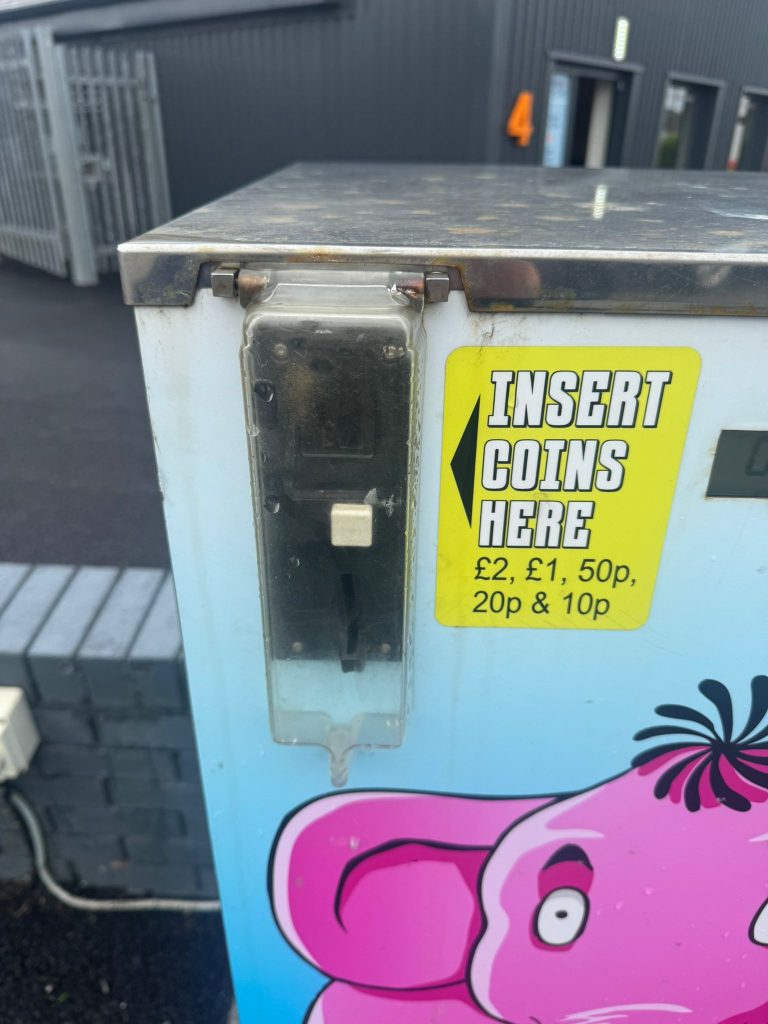 4
INSERT
COINS
HERE
£2, £1, 50p,
20p & 10p